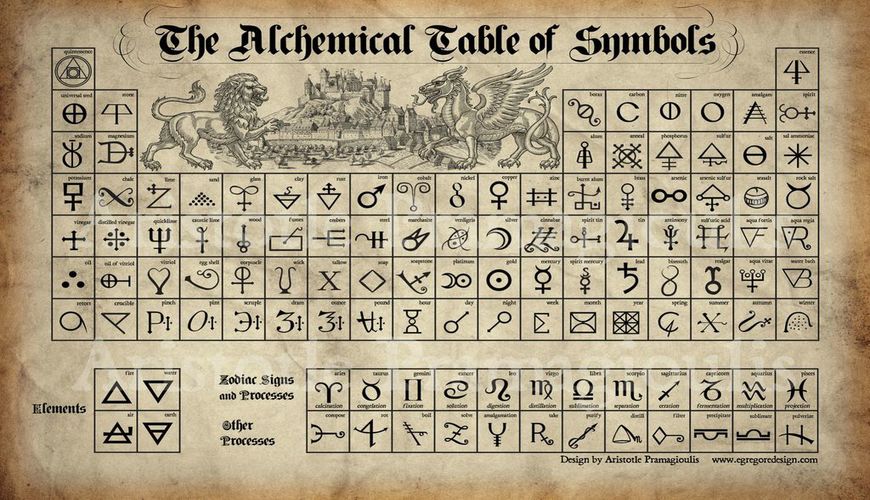 The Alchemical Table of Symbols
quintessence essence
universal seed stone borax carbon nitre oxygen amalgam spirit
sodium magnesium alum anneal phosphorus sulfur salt sal ammoniac
potassium chalk lime sand glass clay rust iron cobalt nickel copper zinc burnt alum brass arsenic arsenic sulfur seasalt rock salt
vinegar distilled vinegar quicklime caustic lime wood fumes embers steel marchasite verdigris silver cinnabar spirit tin tin antimony sulfuric acid aqua fortis aqua regia
oil oil of vitriol vitriol egg shell corpuscle wick tallow soap soapstone platinum gold mercury spirit mercury lead bismuth realgar aqua vitae water bath
retort crucible pinch pint scruple dram ounce pound hour day night week month year spring summer autumn winter
Aristotle Pramagioulis
Aristotle Pramagioulis
Elements
fire water
air earth
Zodiac Signs
and Processes
aries taurus gemini cancer leo virgo libra scorpio sagittarius capricorn aquarius pisces
calcination congelation fixation solution digestion distillation sublimation separation ceration fermentation multiplication projection
Other
Processes
compose rot boil solve amalgamation take purify distill filter precipitate sublimate pulverize
Design by Aristotle Pramagioulis www.egregoredesign.com